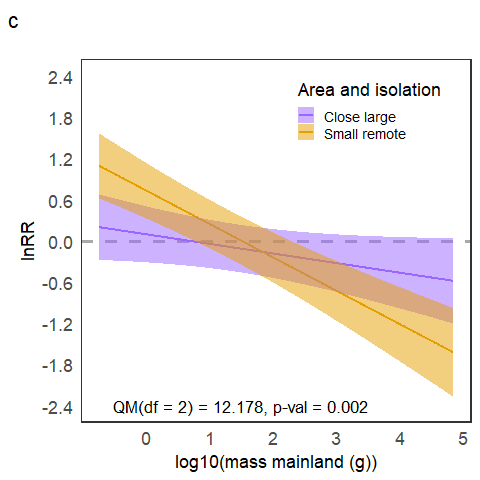 c
Area and isolation
Close large
Small remote
lnRR
2.4
1.8
1.2
0.6
0.0
-0.6
-1.2
-1.8
-2.4
QM(df = 2) = 12.178, p-val = 0.002
0 1 2 3 4 5
log10(mass mainland (g))